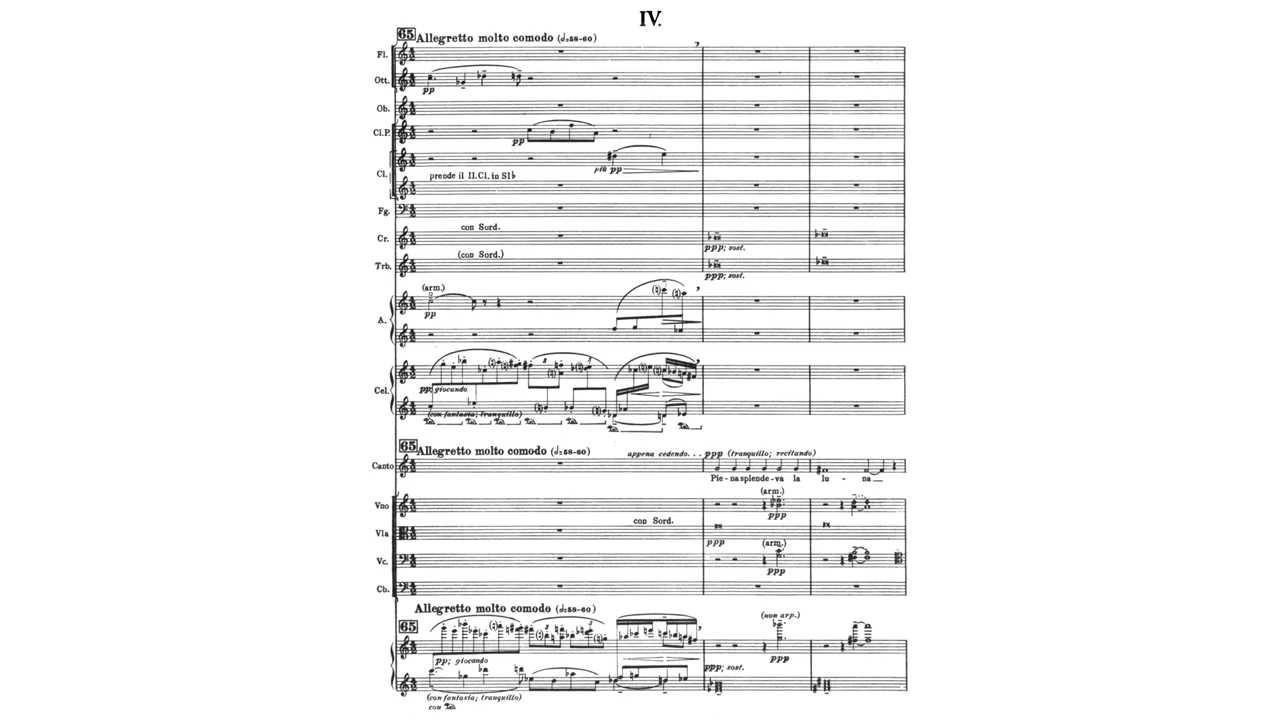 IV.
65 Allegretto molto comodo (𝅗𝅥=58-60)
Fl.
Ott.
pp
Ob.
Cl.P.
pp
Cl.
più pp
prende il II. Cl. in SI♭
Fg.
con Sord.
Cr.
ppp; sost.
(con Sord.)
Trb.
ppp; sost.
(arm.)
pp
A.
Cel.
pp; giocando
(con fantasia; tranquillo)
65 Allegretto molto comodo (𝅗𝅥=58-60)
appena cedendo... ppp (tranquillo; recitando)
Canto
Pie-na splende-va la lu - na
(arm.)
Vno
ppp
con Sord.
Vla
ppp
(arm.)
Vc.
ppp
Cb.
Allegretto molto comodo (𝅗𝅥=58-60)
65
(non arp.)
pp; giocando
ppp
ppp; sost.
(con fantasia; tranquillo)
con